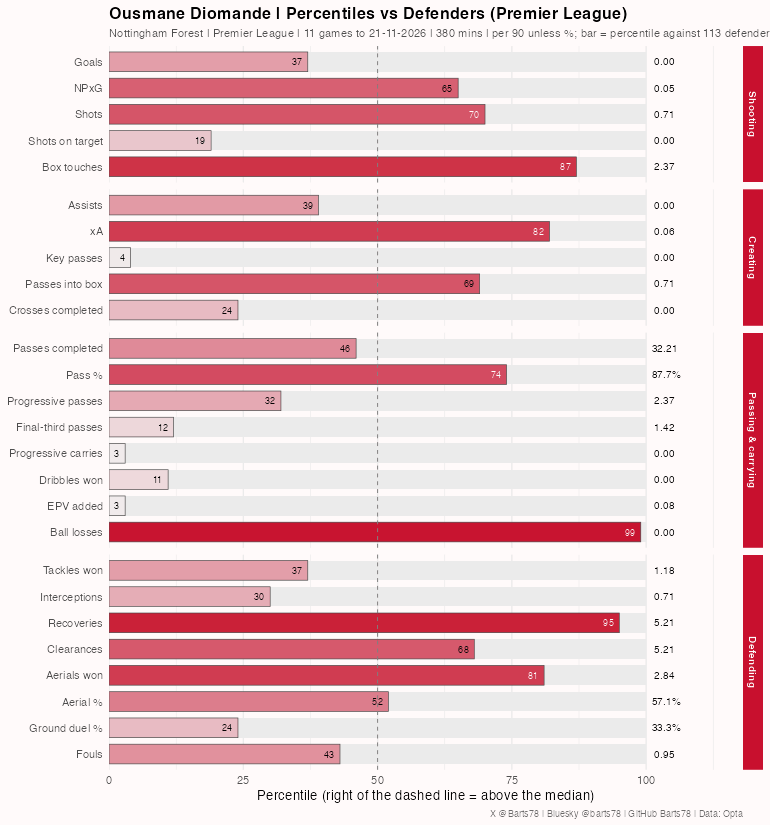 Ousmane Diomande | Percentiles vs Defenders (Premier League)
Nottingham Forest | Premier League | 11 games to 21-11-2026 | 380 mins | per 90 unless %; bar = percentile against 113 defender
Shooting
Goals 37 0.00
NPxG 65 0.05
Shots 70 0.71
Shots on target 19 0.00
Box touches 87 2.37
Creating
Assists 39 0.00
xA 82 0.06
Key passes 4 0.00
Passes into box 69 0.71
Crosses completed 24 0.00
Passing & carrying
Passes completed 46 32.21
Pass % 74 87.7%
Progressive passes 32 2.37
Final-third passes 12 1.42
Progressive carries 3 0.00
Dribbles won 11 0.00
EPV added 3 0.08
Ball losses 99 0.00
Defending
Tackles won 37 1.18
Interceptions 30 0.71
Recoveries 95 5.21
Clearances 68 5.21
Aerials won 81 2.84
Aerial % 52 57.1%
Ground duel % 24 33.3%
Fouls 43 0.95
0 25 50 75 100
Percentile (right of the dashed line = above the median)
X @Barts78 | Bluesky @barts78 | GitHub Barts78 | Data: Opta